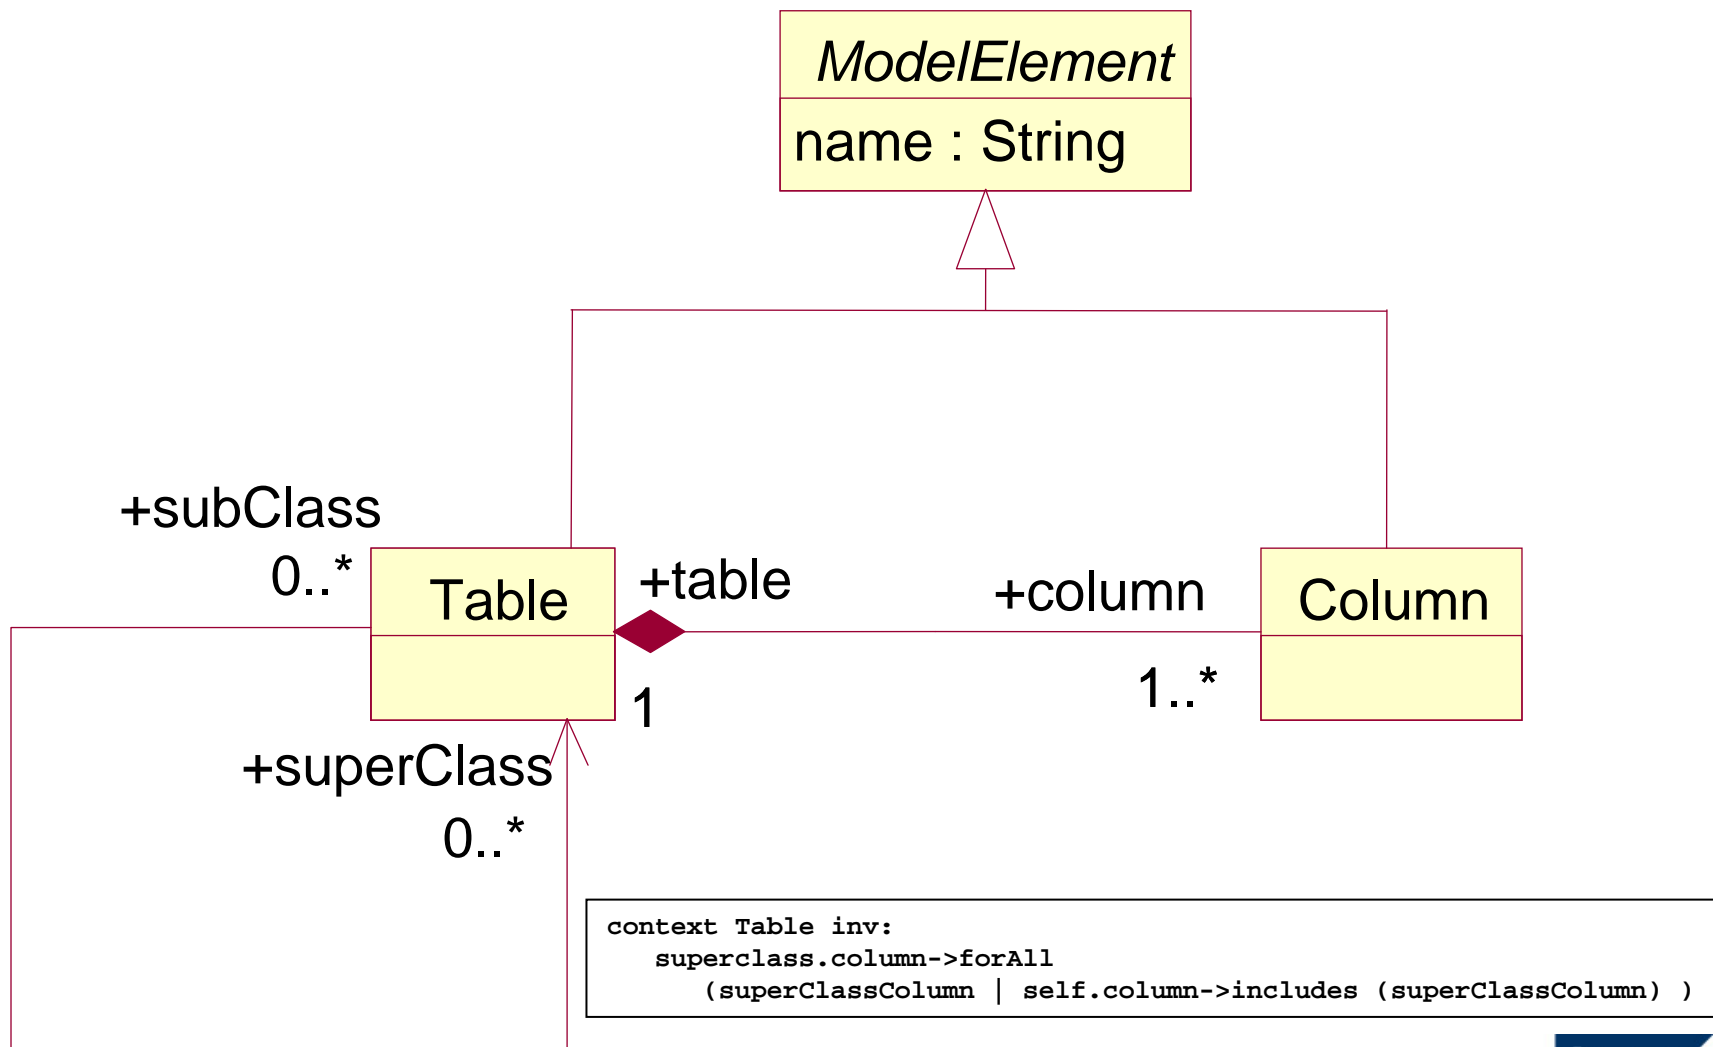 ModelElement
name : String
+subClass
0..*
Table
+table
+column
Column
1
1..*
+superClass
0..*
context Table inv:
superclass.column->forAll
(superClassColumn | self.column->includes (superClassColumn) )